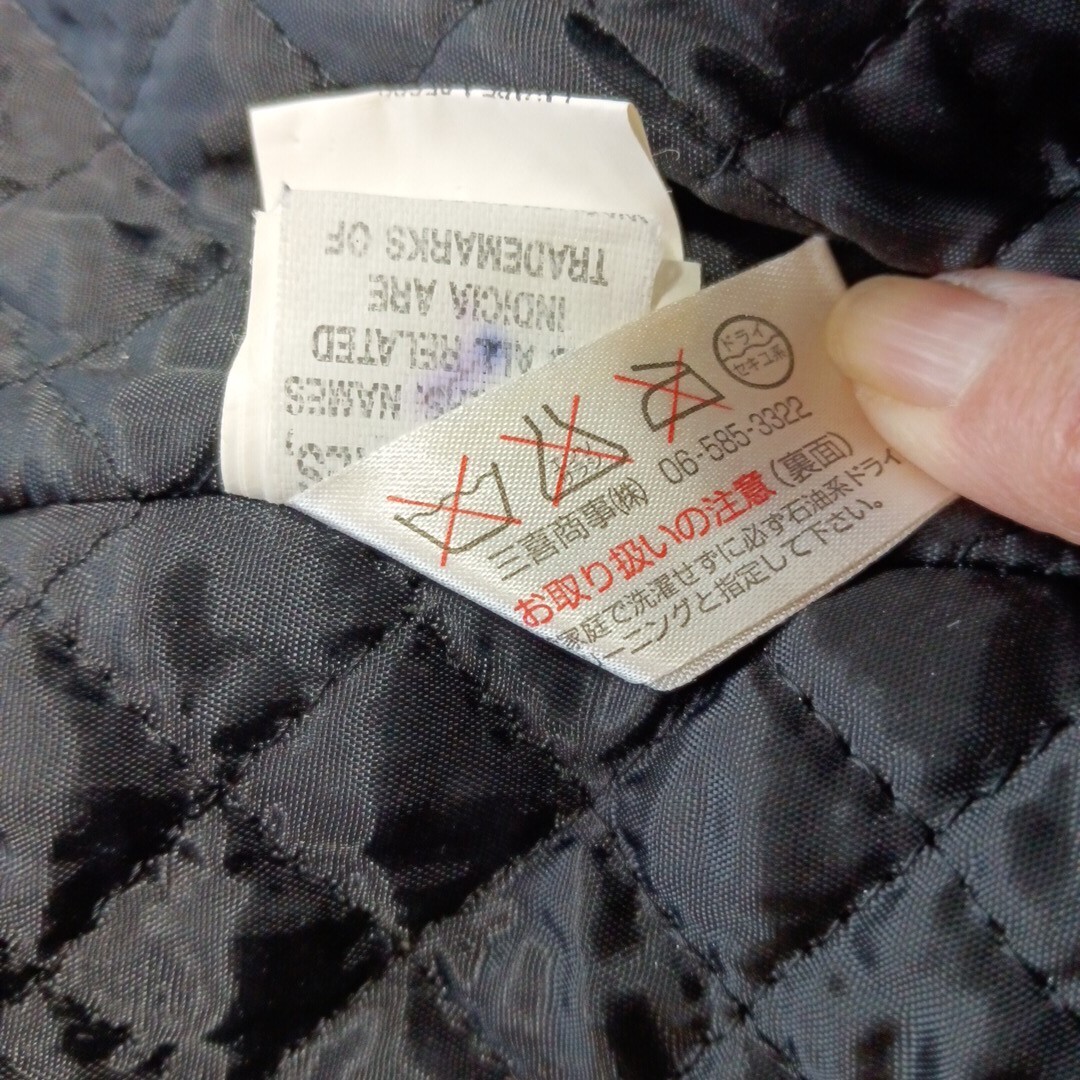 NAMES
ALL RELATED
INDICIA ARE
TRADEMARKS OF
ドライ
セキユ系
三喜商事(株) 06-585-3322
お取り扱いの注意(裏面)
家庭で洗濯せずに必ず石油系ドライ
ーニングと指定して下さい。